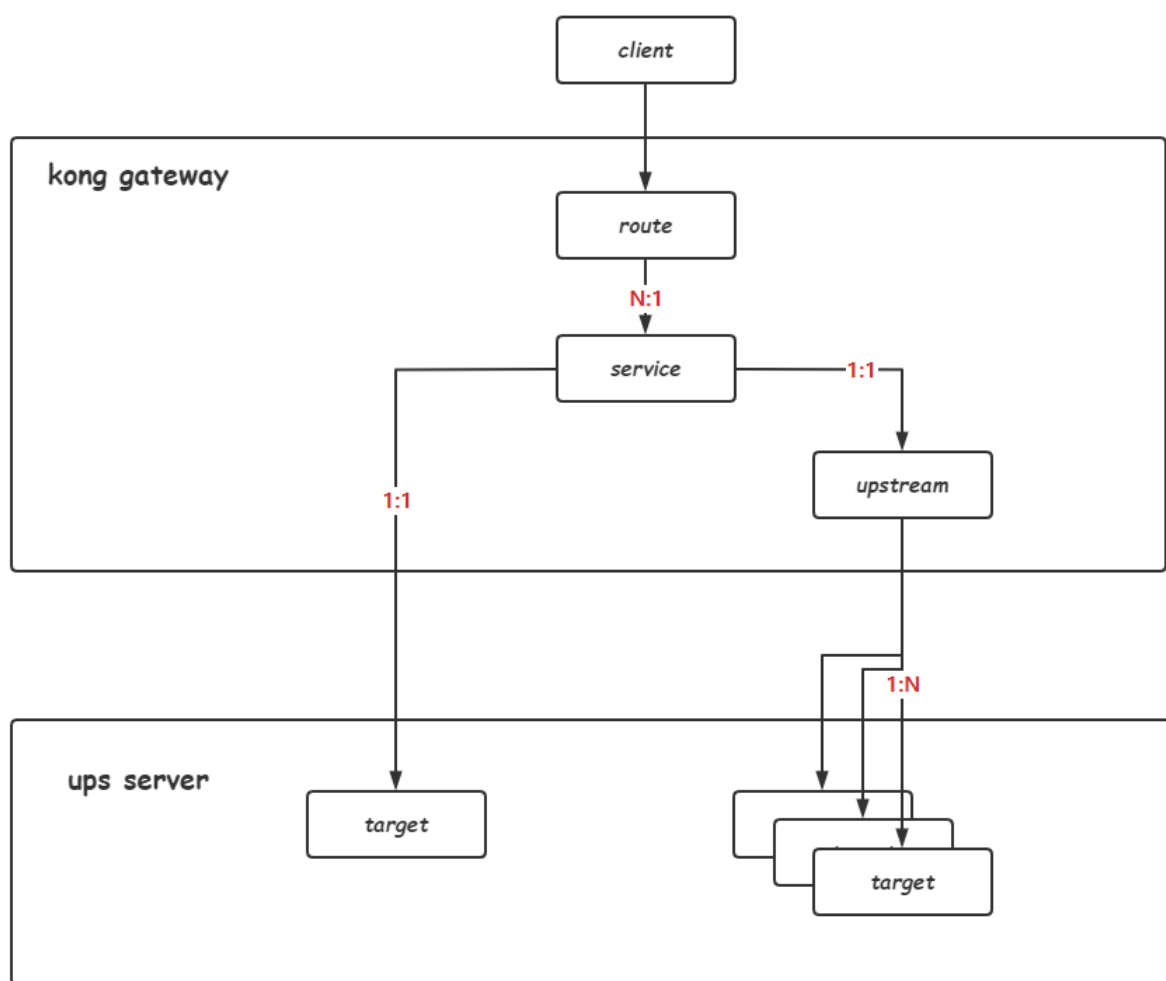 client
kong gateway
route
N:1
service
1:1
upstream
1:1
1:N
ups server
target
target